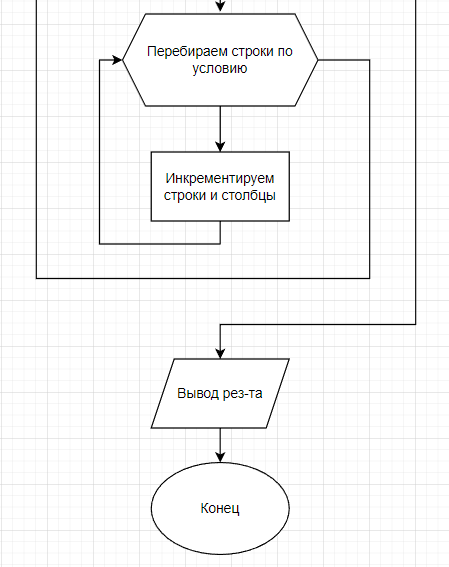 Перебираем строки по
условию
Инкрементируем
строки и столбцы
Вывод рез-та
Конец